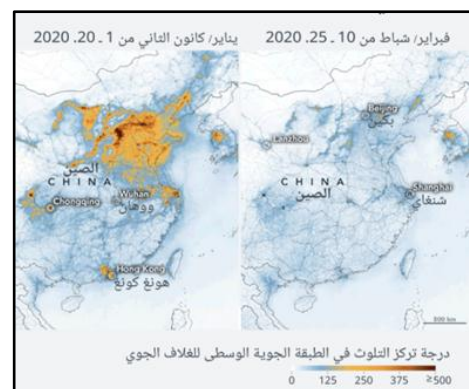 فبراير/ شباط من 10 ـ 25. 2020
يناير/ كانون الثاني من 1 ـ 20. 2020
Beijing
بكين
Lanzhou
الصين
CHINA
Wuhan
ووهان
Chongqing
Hong Kong
هونغ كونغ
CHINA
الصين
Shanghai
شنغهاي
800 km
درجة تركز التلوث في الطبقة الجوية الوسطى للغلاف الجوي
0 125 250 375 ≥500